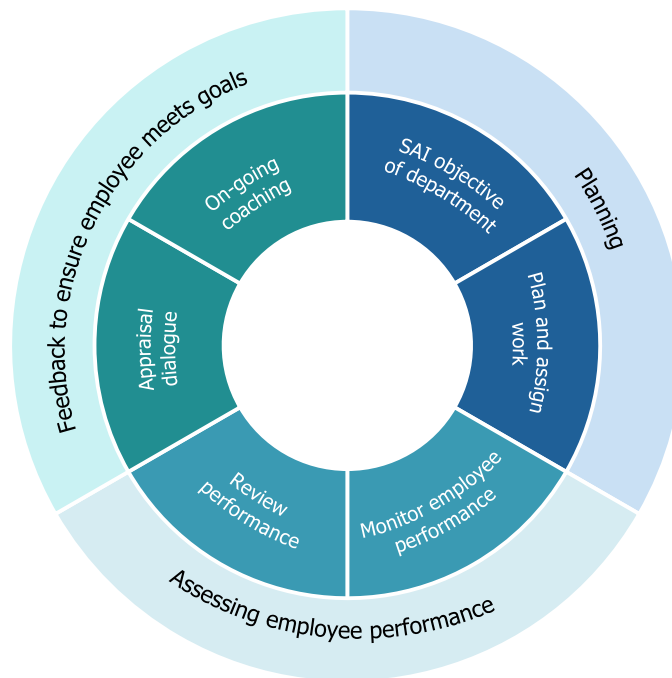 Planning
SAI objective
of department
Plan and assign
work
Assessing employee performance
Monitor employee
performance
Review
performance
Feedback to ensure employee meets goals
Appraisal
dialogue
On-going
coaching